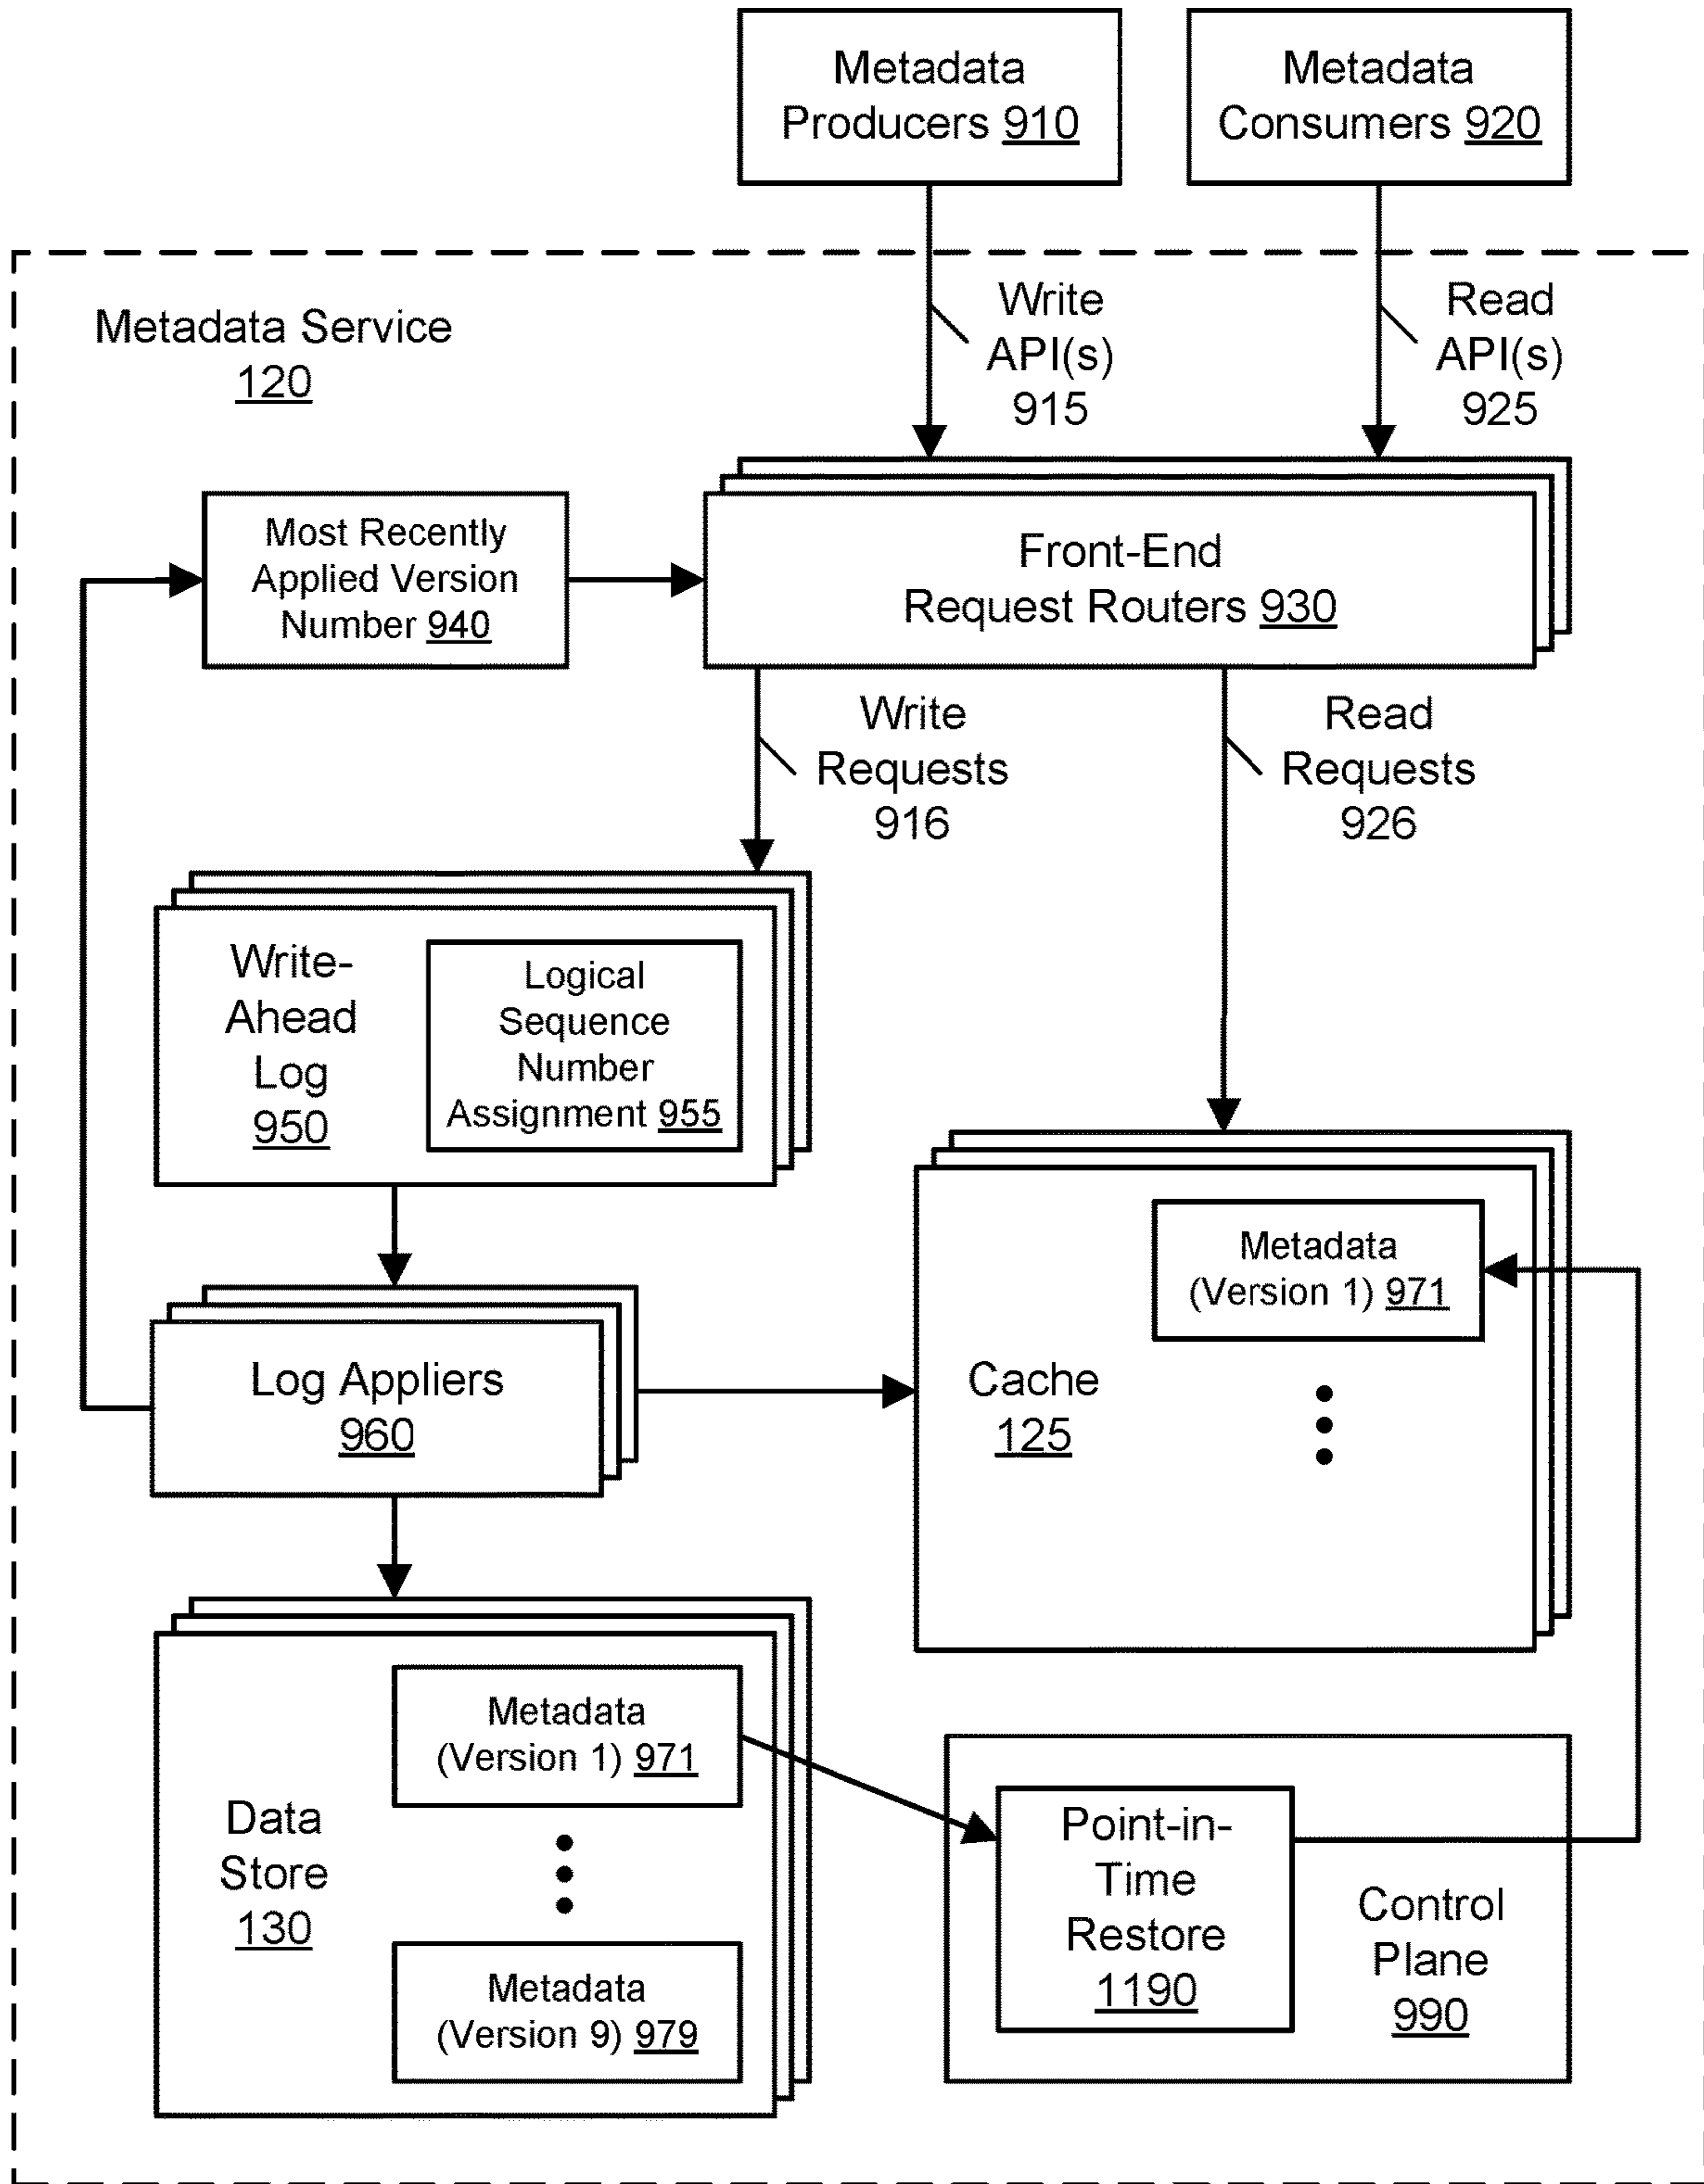 Metadata
Producers 910
Metadata
Consumers 920
Metadata Service
120
Write
API(s)
915
Read
API(s)
925
Most Recently
Applied Version
Number 940
Front-End
Request Routers 930
Write
Requests
916
Read
Requests
926
Write-
Ahead
Log
950
Logical
Sequence
Number
Assignment 955
Metadata
(Version 1) 971
Log Appliers
960
Cache
125
Metadata
(Version 1) 971
Data
Store
130
Metadata
(Version 9) 979
Point-in-
Time
Restore
1190
Control
Plane
990